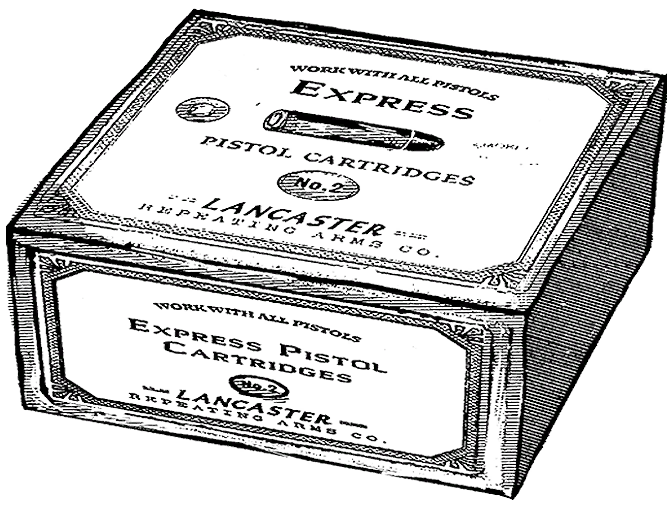 WORK WITH ALL PISTOLS
EXPRESS
PISTOL CARTRIDGES
No. 2
LANCASTER
REPEATING ARMS CO.
WORK WITH ALL PISTOLS
EXPRESS PISTOL
CARTRIDGES
No. 2
LANCASTER
REPEATING ARMS CO.